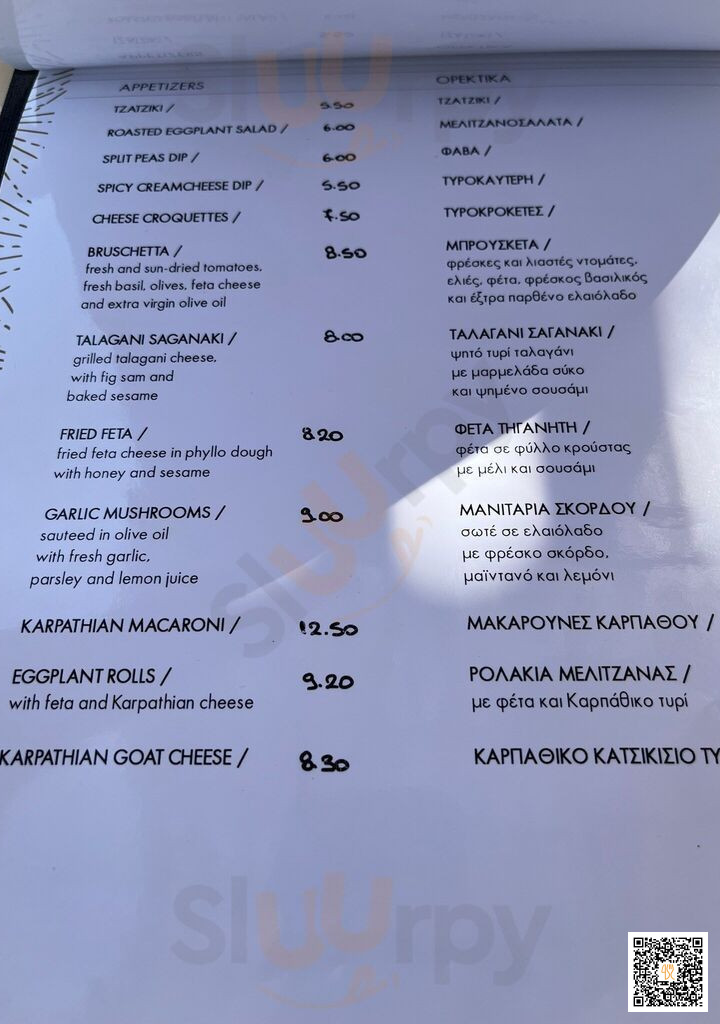 APPETIZERS
TZATZIKI / 5.50
ROASTED EGGPLANT SALAD / 6.00
SPLIT PEAS DIP / 6.00
SPICY CREAMCHEESE DIP / 5.50
CHEESE CROQUETTES / 7.50
BRUSCHETTA / 8.50
fresh and sun-dried tomatoes,
fresh basil, olives, feta cheese
and extra virgin olive oil
TALAGANI SAGANAKI / 8.00
grilled talagani cheese,
with fig sam and
baked sesame
FRIED FETA / 8.20
fried feta cheese in phyllo dough
with honey and sesame
GARLIC MUSHROOMS / 9.00
sauteed in olive oil
with fresh garlic,
parsley and lemon juice
KARPATHIAN MACARONI / 12.50
EGGPLANT ROLLS / 9.20
with feta and Karpathian cheese
KARPATHIAN GOAT CHEESE / 8.30
ΟΡΕΚΤΙΚΑ
ΤΖΑΤΖΙΚΙ /
ΜΕΛΙΤΖΑΝΟΣΑΛΑΤΑ /
ΦΑΒΑ /
ΤΥΡΟΚΑΥΤΕΡΗ /
ΤΥΡΟΚΡΟΚΕΤΕΣ /
ΜΠΡΟΥΣΚΕΤΑ /
φρέσκες και λιαστές ντομάτες,
ελιές, φέτα, φρέσκος βασιλικός
και έξτρα παρθένο ελαιόλαδο
ΤΑΛΑΓΑΝΙ ΣΑΓΑΝΑΚΙ /
ψητό τυρί ταλαγάνι
με μαρμελάδα σύκο
και ψημένο σουσάμι
ΦΕΤΑ ΤΗΓΑΝΗΤΗ /
φέτα σε φύλλο κρούστας
με μέλι και σουσάμι
ΜΑΝΙΤΑΡΙΑ ΣΚΟΡΔΟΥ /
σωτέ σε ελαιόλαδο
με φρέσκο σκόρδο,
μαϊντανό και λεμόνι
ΜΑΚΑΡΟΥΝΕΣ ΚΑΡΠΑΘΟΥ /
ΡΟΛΑΚΙΑ ΜΕΛΙΤΖΑΝΑΣ /
με φέτα και Καρπάθικο τυρί
ΚΑΡΠΑΘΙΚΟ ΚΑΤΣΙΚΙΣΙΟ ΤΥ
Sluurpy
Sluurpy
Sluurpy